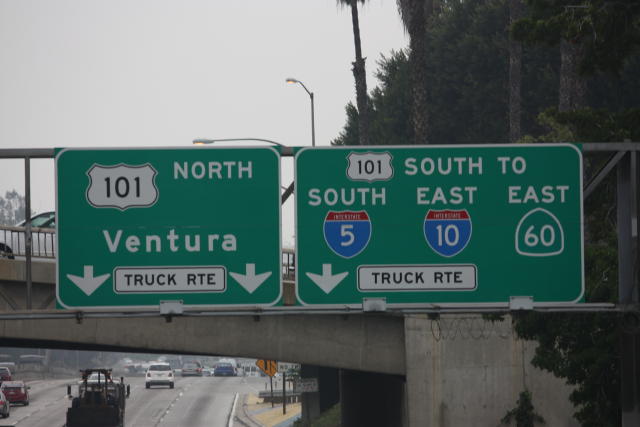 101 NORTH
Ventura
TRUCK RTE
101 SOUTH TO
SOUTH EAST EAST
INTERSTATE INTERSTATE
5 10 60
TRUCK RTE